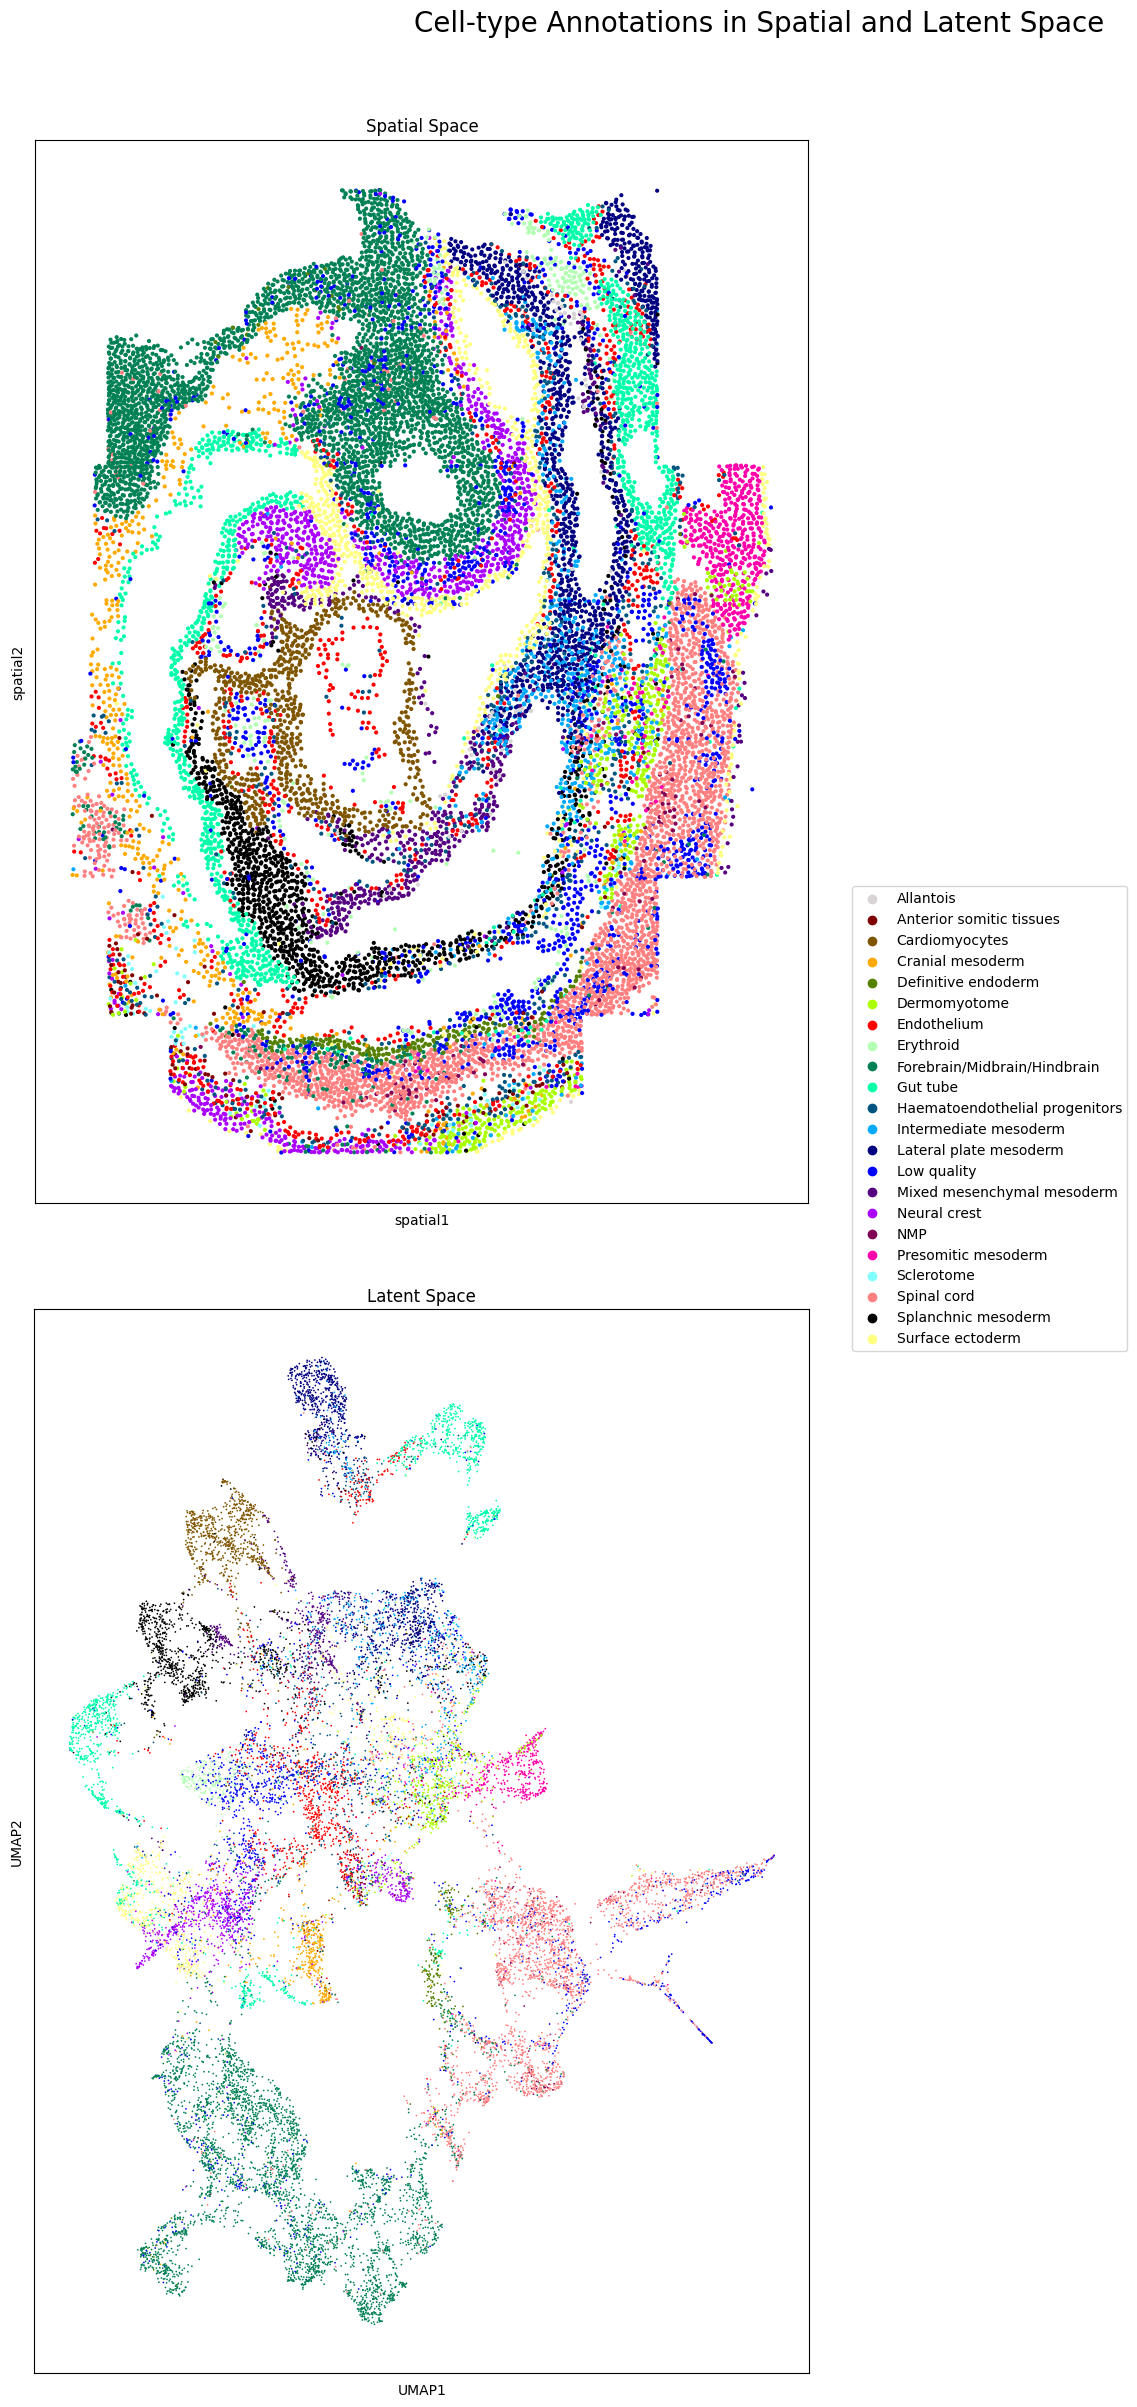 Cell-type Annotations in Spatial and Latent Space
Spatial Space
spatial2
spatial1
Allantois
Anterior somitic tissues
Cardiomyocytes
Cranial mesoderm
Definitive endoderm
Dermomyotome
Endothelium
Erythroid
Forebrain/Midbrain/Hindbrain
Gut tube
Haematoendothelial progenitors
Intermediate mesoderm
Lateral plate mesoderm
Low quality
Mixed mesenchymal mesoderm
Neural crest
NMP
Presomitic mesoderm
Sclerotome
Spinal cord
Splanchnic mesoderm
Surface ectoderm
Latent Space
UMAP2
UMAP1